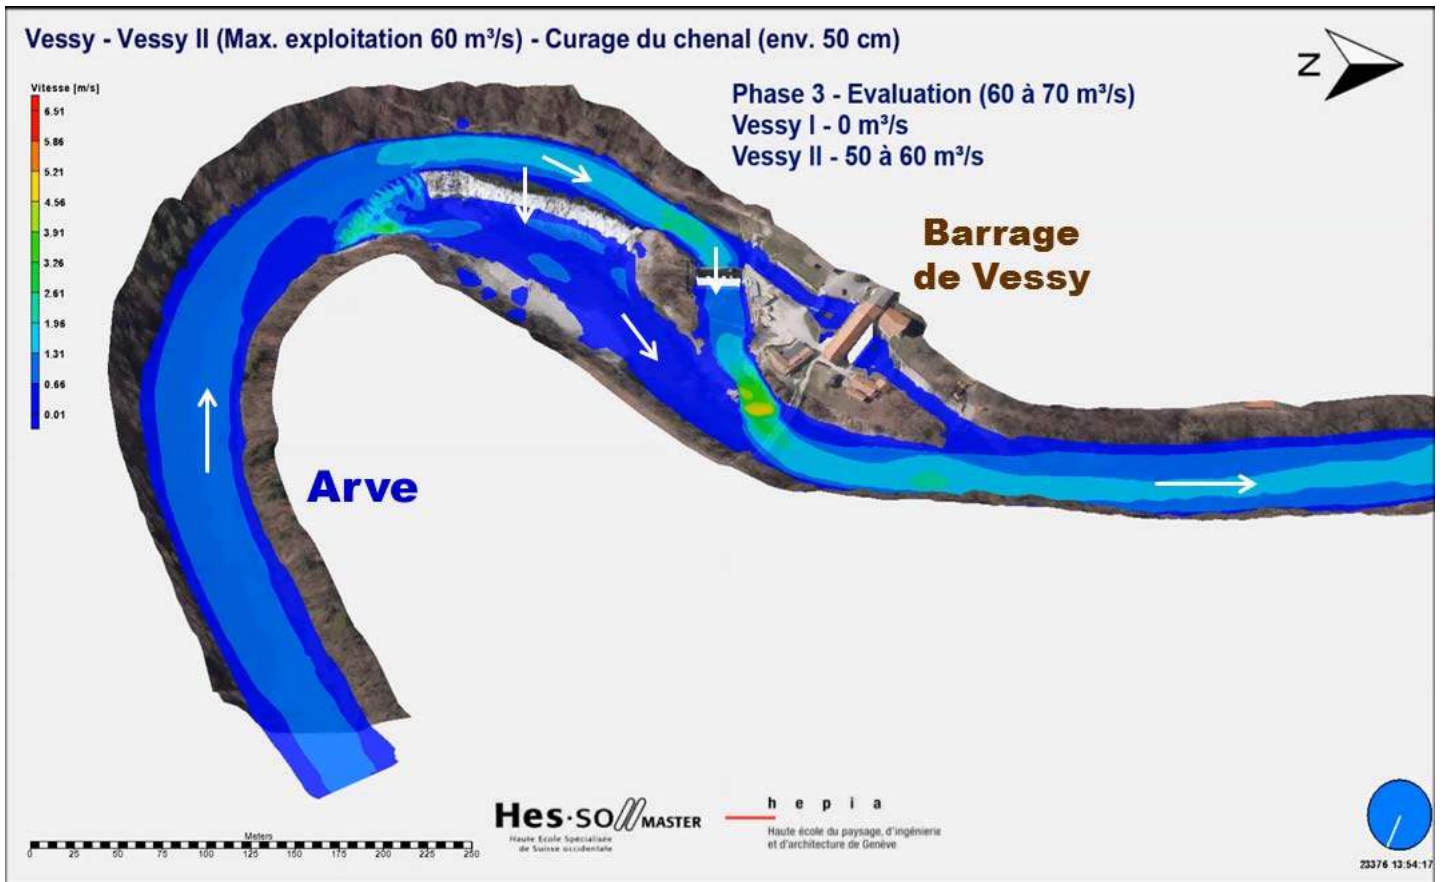 Vessy - Vessy II (Max. exploitation 60 m³/s) - Curage du chenal (env. 50 cm)
N
Vitesse [m/s]
6.51
5.86
5.21
4.56
3.91
3.26
2.61
1.96
1.31
0.66
0.01
Phase 3 - Evaluation (60 à 70 m³/s)
Vessy I - 0 m³/s
Vessy II - 50 à 60 m³/s
Barrage
de Vessy
Arve
Meters
0 25 50 75 100 125 150 175 200 225 250
Hes·so MASTER
Haute Ecole Spécialisée
de Suisse occidentale
h e p i a
Haute école du paysage, d'ingénierie
et d'architecture de Genève
23376 13:54:17